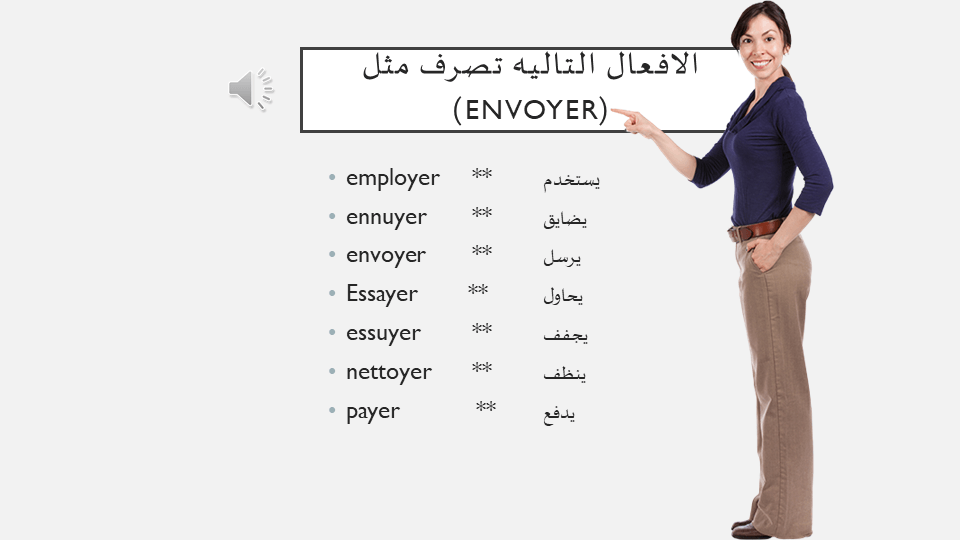 الافعال التاليه تصرف مثل
(ENVOYER)
• employer ** يستخدم
• ennuyer ** يضايق
• envoyer ** يرسل
• Essayer ** يحاول
• essuyer ** يجفف
• nettoyer ** ينظف
• payer ** يدفع